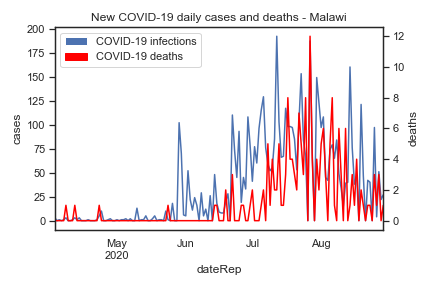 New COVID-19 daily cases and deaths - Malawi
COVID-19 infections
COVID-19 deaths
200
175
150
125
100
75
50
25
0
cases
12
10
8
6
4
2
0
deaths
May
2020
Jun
Jul
Aug
dateRep